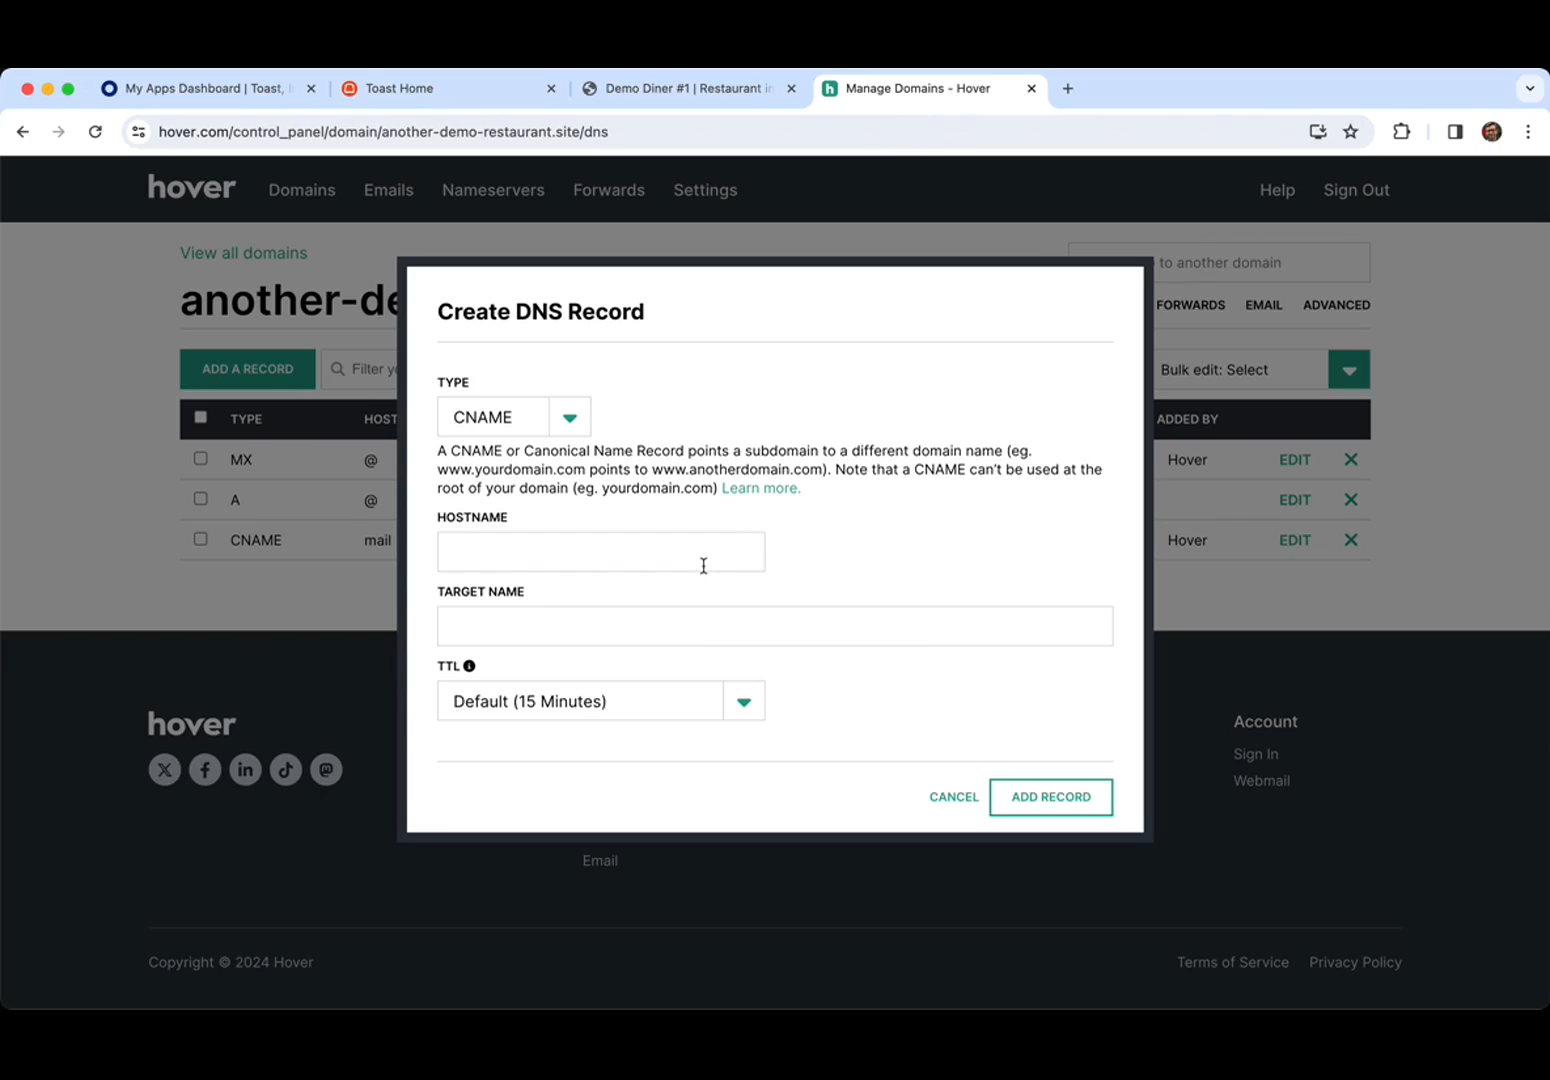 My Apps Dashboard | Toast,
Toast Home
Demo Diner #1 | Restaurant in
Manage Domains - Hover
hover.com/control_panel/domain/another-demo-restaurant.site/dns
hover
Domains
Emails
Nameservers
Forwards
Settings
Help
Sign Out
View all domains
to another domain
another-de
FORWARDS
EMAIL
ADVANCED
ADD A RECORD
Filter yo
Bulk edit: Select
TYPE
HOST
ADDED BY
MX
@
Hover
EDIT
A
@
EDIT
CNAME
mail
Hover
EDIT
Create DNS Record
TYPE
CNAME
A CNAME or Canonical Name Record points a subdomain to a different domain name (eg.
www.yourdomain.com points to www.anotherdomain.com). Note that a CNAME can't be used at the
root of your domain (eg. yourdomain.com) Learn more.
HOSTNAME
TARGET NAME
TTL
Default (15 Minutes)
CANCEL
ADD RECORD
hover
Account
Sign In
Webmail
Email
Copyright © 2024 Hover
Terms of Service
Privacy Policy